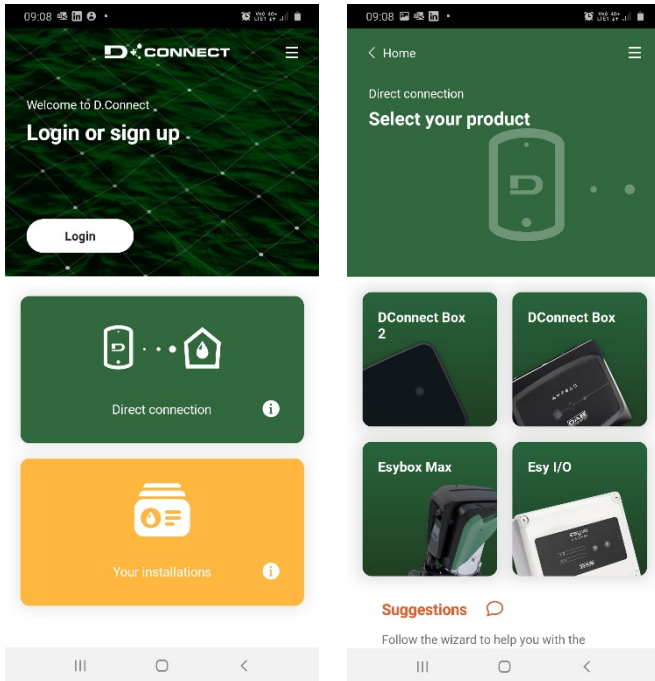 09:08
D+CONNECT
Welcome to D.Connect
Login or sign up
Login
D
Direct connection
i
Your installations
i
09:08
Home
Direct connection
Select your product
D
DConnect Box
2
DConnect Box
DAB
Esybox Max
Esy I/O
Suggestions
Follow the wizard to help you with the